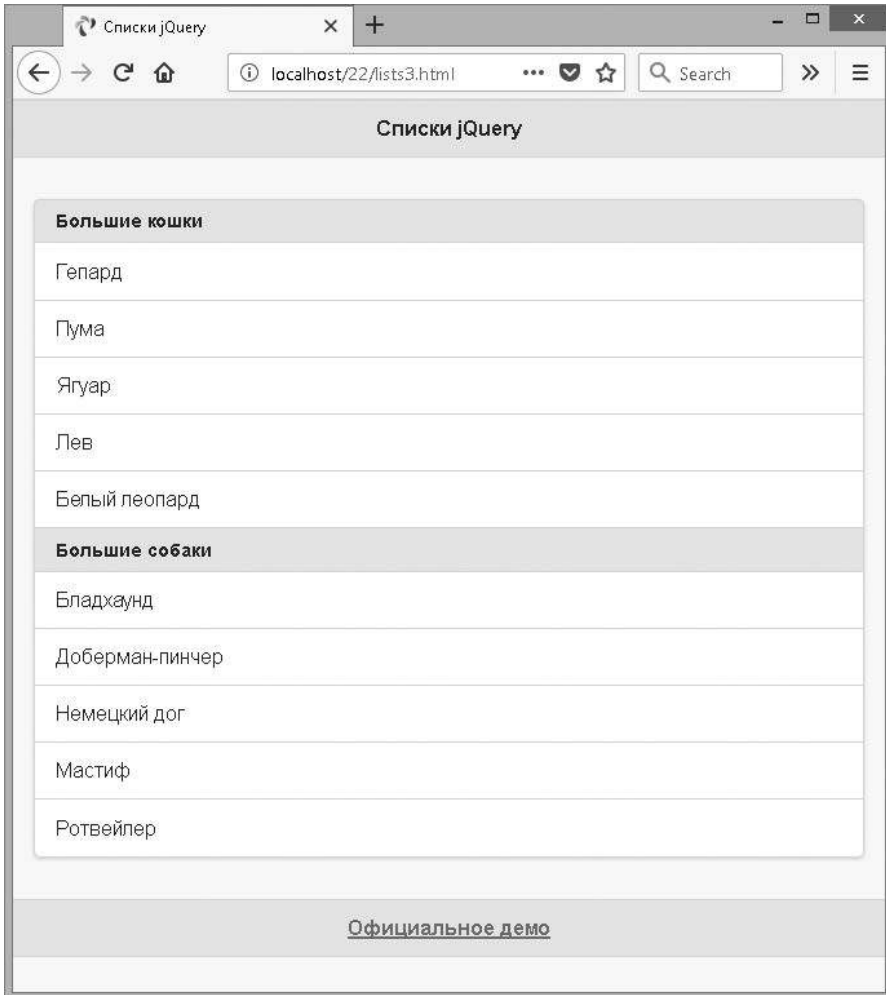 Списки jQuery
localhost/22/lists3.html
Search
Списки jQuery
Большие кошки
Гепард
Пума
Ягуар
Лев
Белый леопард
Большие собаки
Бладхаунд
Доберман-пинчер
Немецкий дог
Мастиф
Ротвейлер
Официальное демо